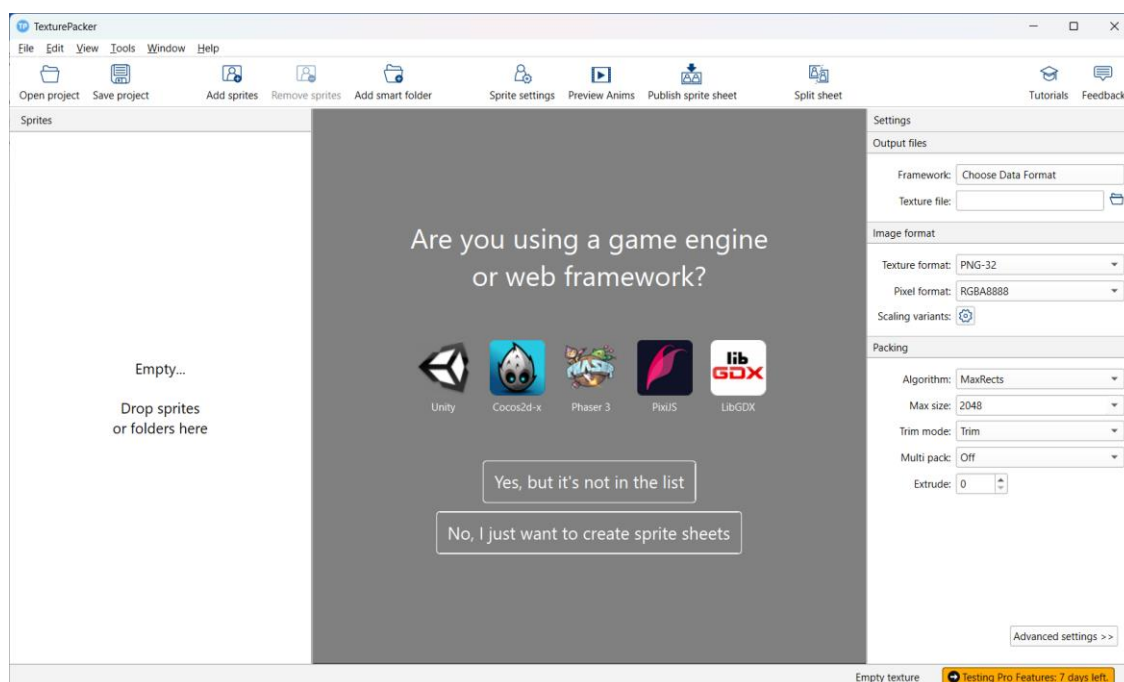 TP TexturePacker
File Edit View Tools Window Help
Open project Save project Add sprites Remove sprites Add smart folder Sprite settings Preview Anims Publish sprite sheet Split sheet Tutorials Feedback
Sprites
Empty...
Drop sprites
or folders here
Are you using a game engine
or web framework?
lib
GDX
PHASER
Unity Cocos2d-x Phaser 3 PixiJS LibGDX
Yes, but it's not in the list
No, I just want to create sprite sheets
Settings
Output files
Framework: Choose Data Format
Texture file:
Image format
Texture format: PNG-32
Pixel format: RGBA8888
Scaling variants:
Packing
Algorithm: MaxRects
Max size: 2048
Trim mode: Trim
Multi pack: Off
Extrude: 0
Advanced settings >>
Empty texture Testing Pro Features: 7 days left.